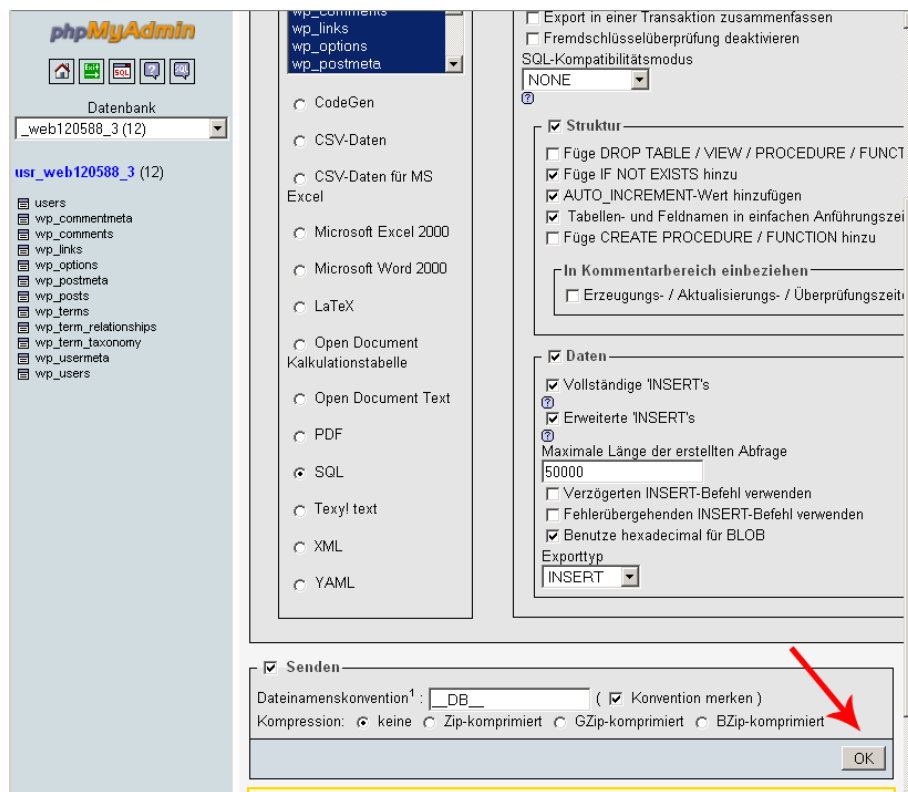 phpMyAdmin
Exit
SQL
?
SQL
Datenbank
_web120588_3 (12)
usr_web120588_3 (12)
users
wp_commentmeta
wp_comments
wp_links
wp_options
wp_postmeta
wp_posts
wp_terms
wp_term_relationships
wp_term_taxonomy
wp_usermeta
wp_users
wp_comments
wp_links
wp_options
wp_postmeta
CodeGen
CSV-Daten
CSV-Daten für MS
Excel
Microsoft Excel 2000
Microsoft Word 2000
LaTeX
Open Document
Kalkulationstabelle
Open Document Text
PDF
SQL
Texy! text
XML
YAML
Export in einer Transaktion zusammenfassen
Fremdschlüsselüberprüfung deaktivieren
SQL-Kompatibilitätsmodus
NONE
?
Struktur
Füge DROP TABLE / VIEW / PROCEDURE / FUNCT
Füge IF NOT EXISTS hinzu
AUTO_INCREMENT-Wert hinzufügen
Tabellen- und Feldnamen in einfachen Anführungszei
Füge CREATE PROCEDURE / FUNCTION hinzu
In Kommentarbereich einbeziehen
Erzeugungs- / Aktualisierungs- / Überprüfungszeit
Daten
Vollständige 'INSERT's
?
Erweiterte 'INSERT's
?
Maximale Länge der erstellten Abfrage
50000
Verzögerten INSERT-Befehl verwenden
Fehlerübergehenden INSERT-Befehl verwenden
Benutze hexadecimal für BLOB
Exporttyp
INSERT
Senden
Dateinamenskonvention1 : __DB__ ( Konvention merken )
Kompression: keine Zip-komprimiert GZip-komprimiert BZip-komprimiert
OK